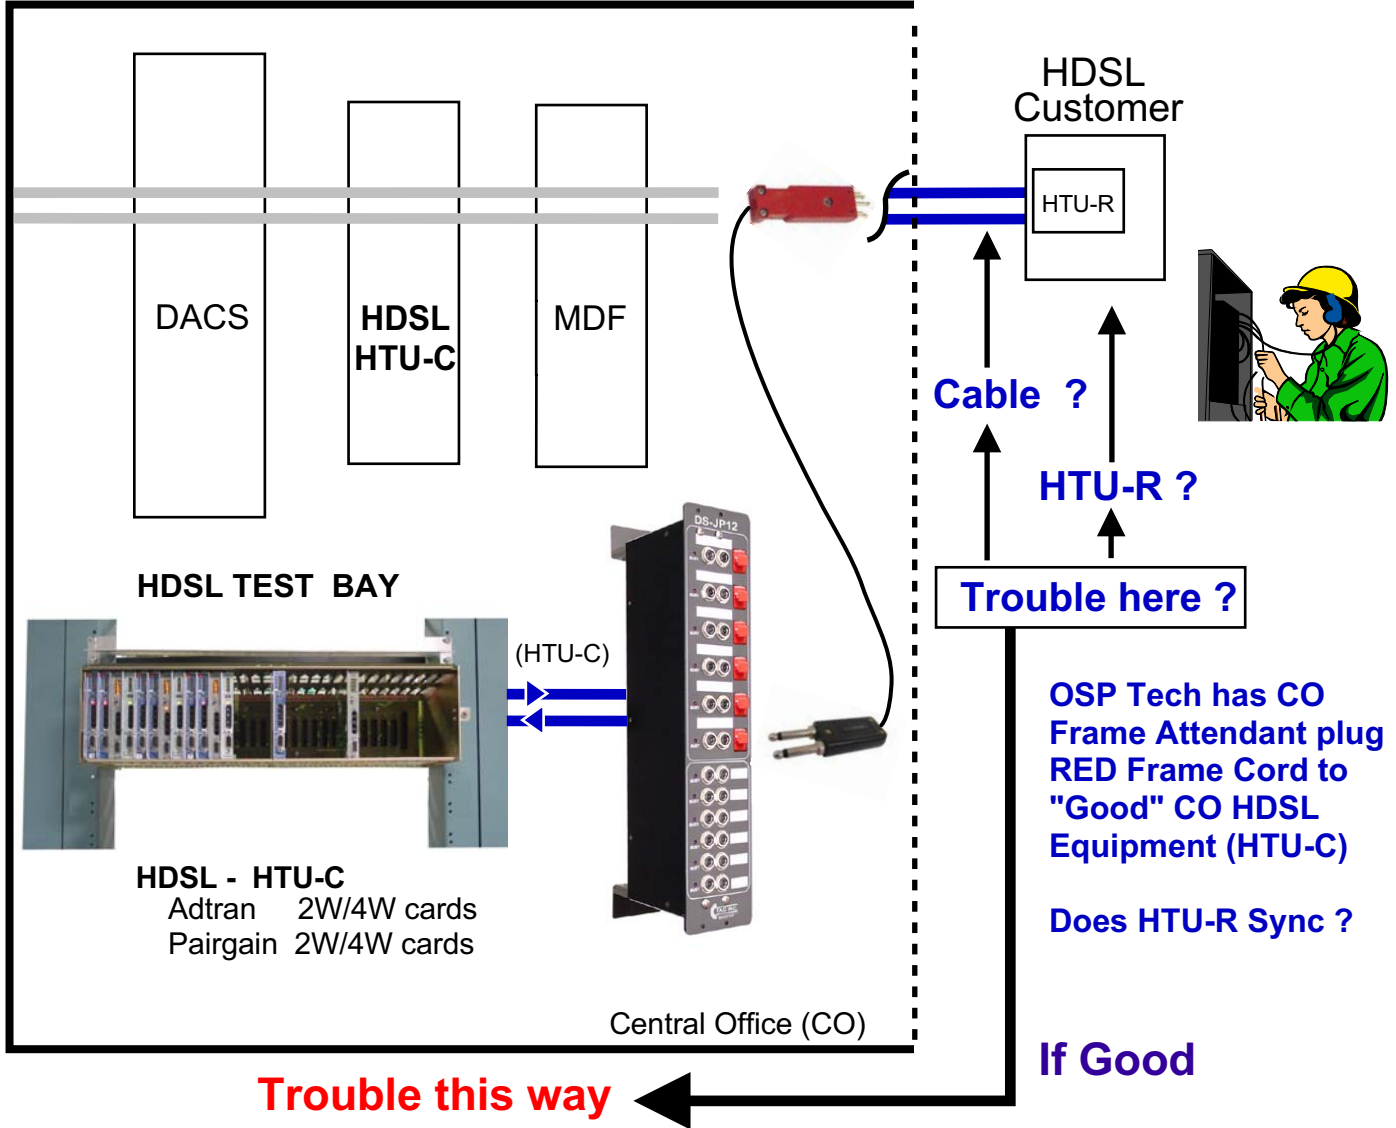 HDSL
Customer
HTU-R
DACS
HDSL
HTU-C
MDF
Cable ?
HTU-R ?
Trouble here ?
DS-JP12
HDSL TEST BAY
(HTU-C)
OSP Tech has CO
Frame Attendant plug
RED Frame Cord to
"Good" CO HDSL
Equipment (HTU-C)
Does HTU-R Sync ?
HDSL - HTU-C
Adtran 2W/4W cards
Pairgain 2W/4W cards
Central Office (CO)
If Good
Trouble this way